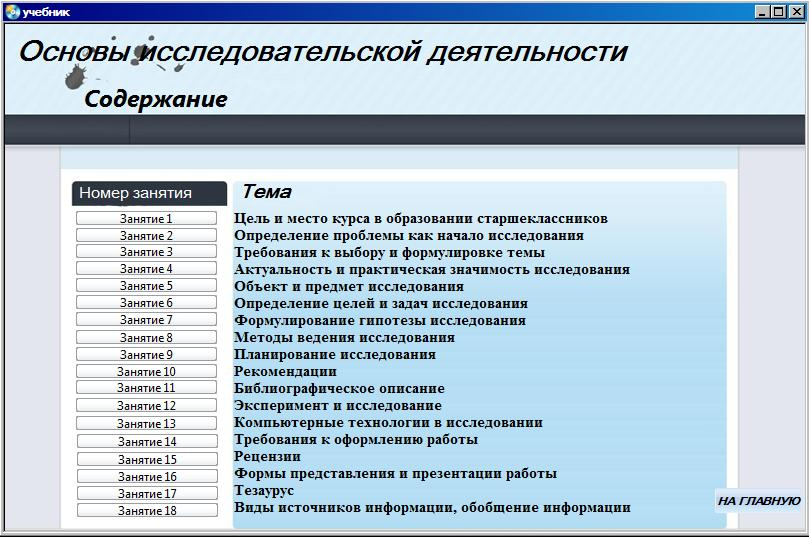 учебник
Основы исследовательской деятельности
Содержание
Номер занятия Тема
Занятие 1 Цель и место курса в образовании старшеклассников
Занятие 2 Определение проблемы как начало исследования
Занятие 3 Требования к выбору и формулировке темы
Занятие 4 Актуальность и практическая значимость исследования
Занятие 5 Объект и предмет исследования
Занятие 6 Определение целей и задач исследования
Занятие 7 Формулирование гипотезы исследования
Занятие 8 Методы ведения исследования
Занятие 9 Планирование исследования
Занятие 10 Рекомендации
Занятие 11 Библиографическое описание
Занятие 12 Эксперимент и исследование
Занятие 13 Компьютерные технологии в исследовании
Занятие 14 Требования к оформлению работы
Занятие 15 Рецензии
Занятие 16 Формы представления и презентации работы
Занятие 17 Тезаурус
Занятие 18 Виды источников информации, обобщение информации
НА ГЛАВНУЮ